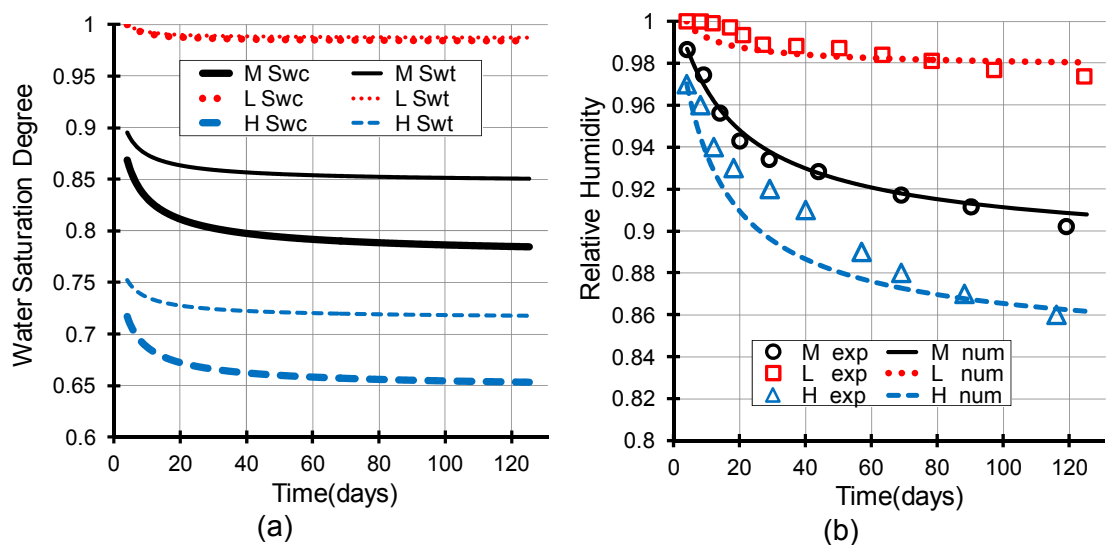 Water Saturation Degree
1
0.95
0.9
0.85
0.8
0.75
0.7
0.65
0.6
M Swc M Swt
L Swc L Swt
H Swc H Swt
0 20 40 60 80 100 120
Time(days)
(a)
Relative Humidity
1
0.98
0.96
0.94
0.92
0.9
0.88
0.86
0.84
0.82
0.8
M exp M num
L exp L num
H exp H num
0 20 40 60 80 100 120
Time(days)
(b)